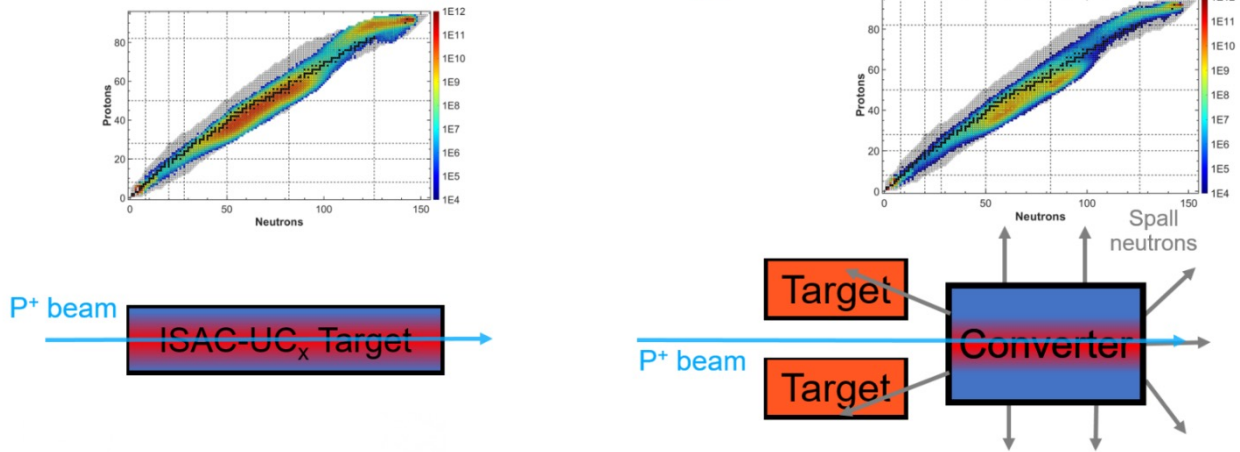 1E12
1E11
1E10
1E9
1E8
1E7
1E6
1E5
1E4
80
60
40
20
0
Protons
0 50 100 150
Neutrons
1E11
1E10
1E9
1E8
1E7
1E6
1E5
1E4
80
60
40
20
0
Protons
0 50 100 150
Neutrons
P+ beam
ISAC-UCx Target
Spall
neutrons
Target
P+ beam
Target
Converter